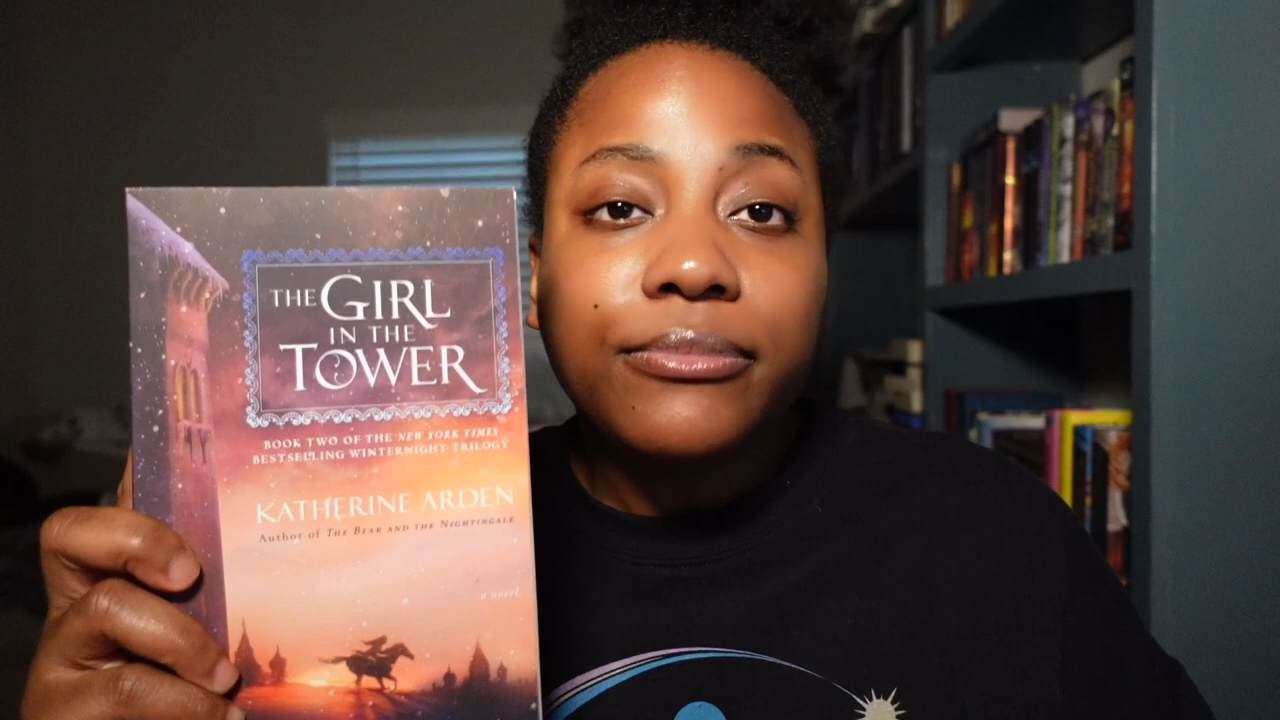 THE GIRL
IN THE
TOWER
BOOK TWO OF THE NEW YORK TIMES
BESTSELLING WINTERNIGHT TRILOGY
KATHERINE ARDEN
Author of THE BEAR AND THE NIGHTINGALE
a novel